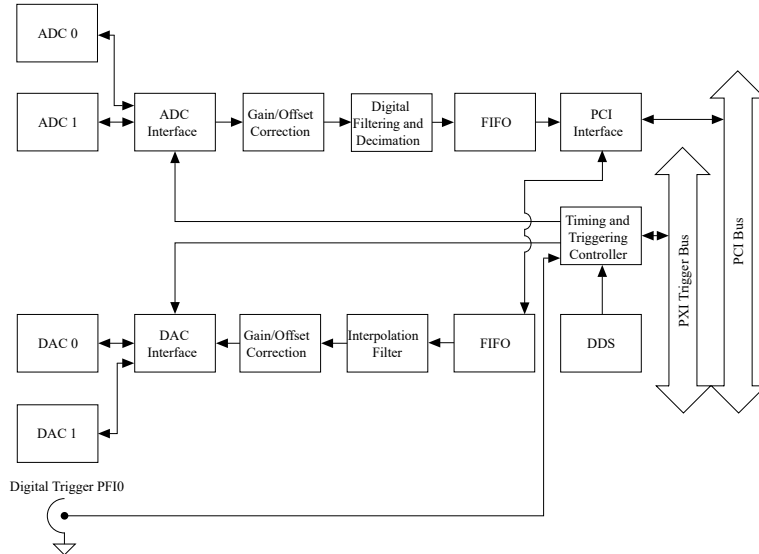 ADC 0
ADC 1
ADC
Interface
Gain/Offset
Correction
Digital
Filtering and
Decimation
FIFO
PCI
Interface
Timing and
Triggering
Controller
PXI Trigger Bus
PCI Bus
DAC 0
DAC
Interface
Gain/Offset
Correction
Interpolation
Filter
FIFO
DDS
DAC 1
Digital Trigger PFI0